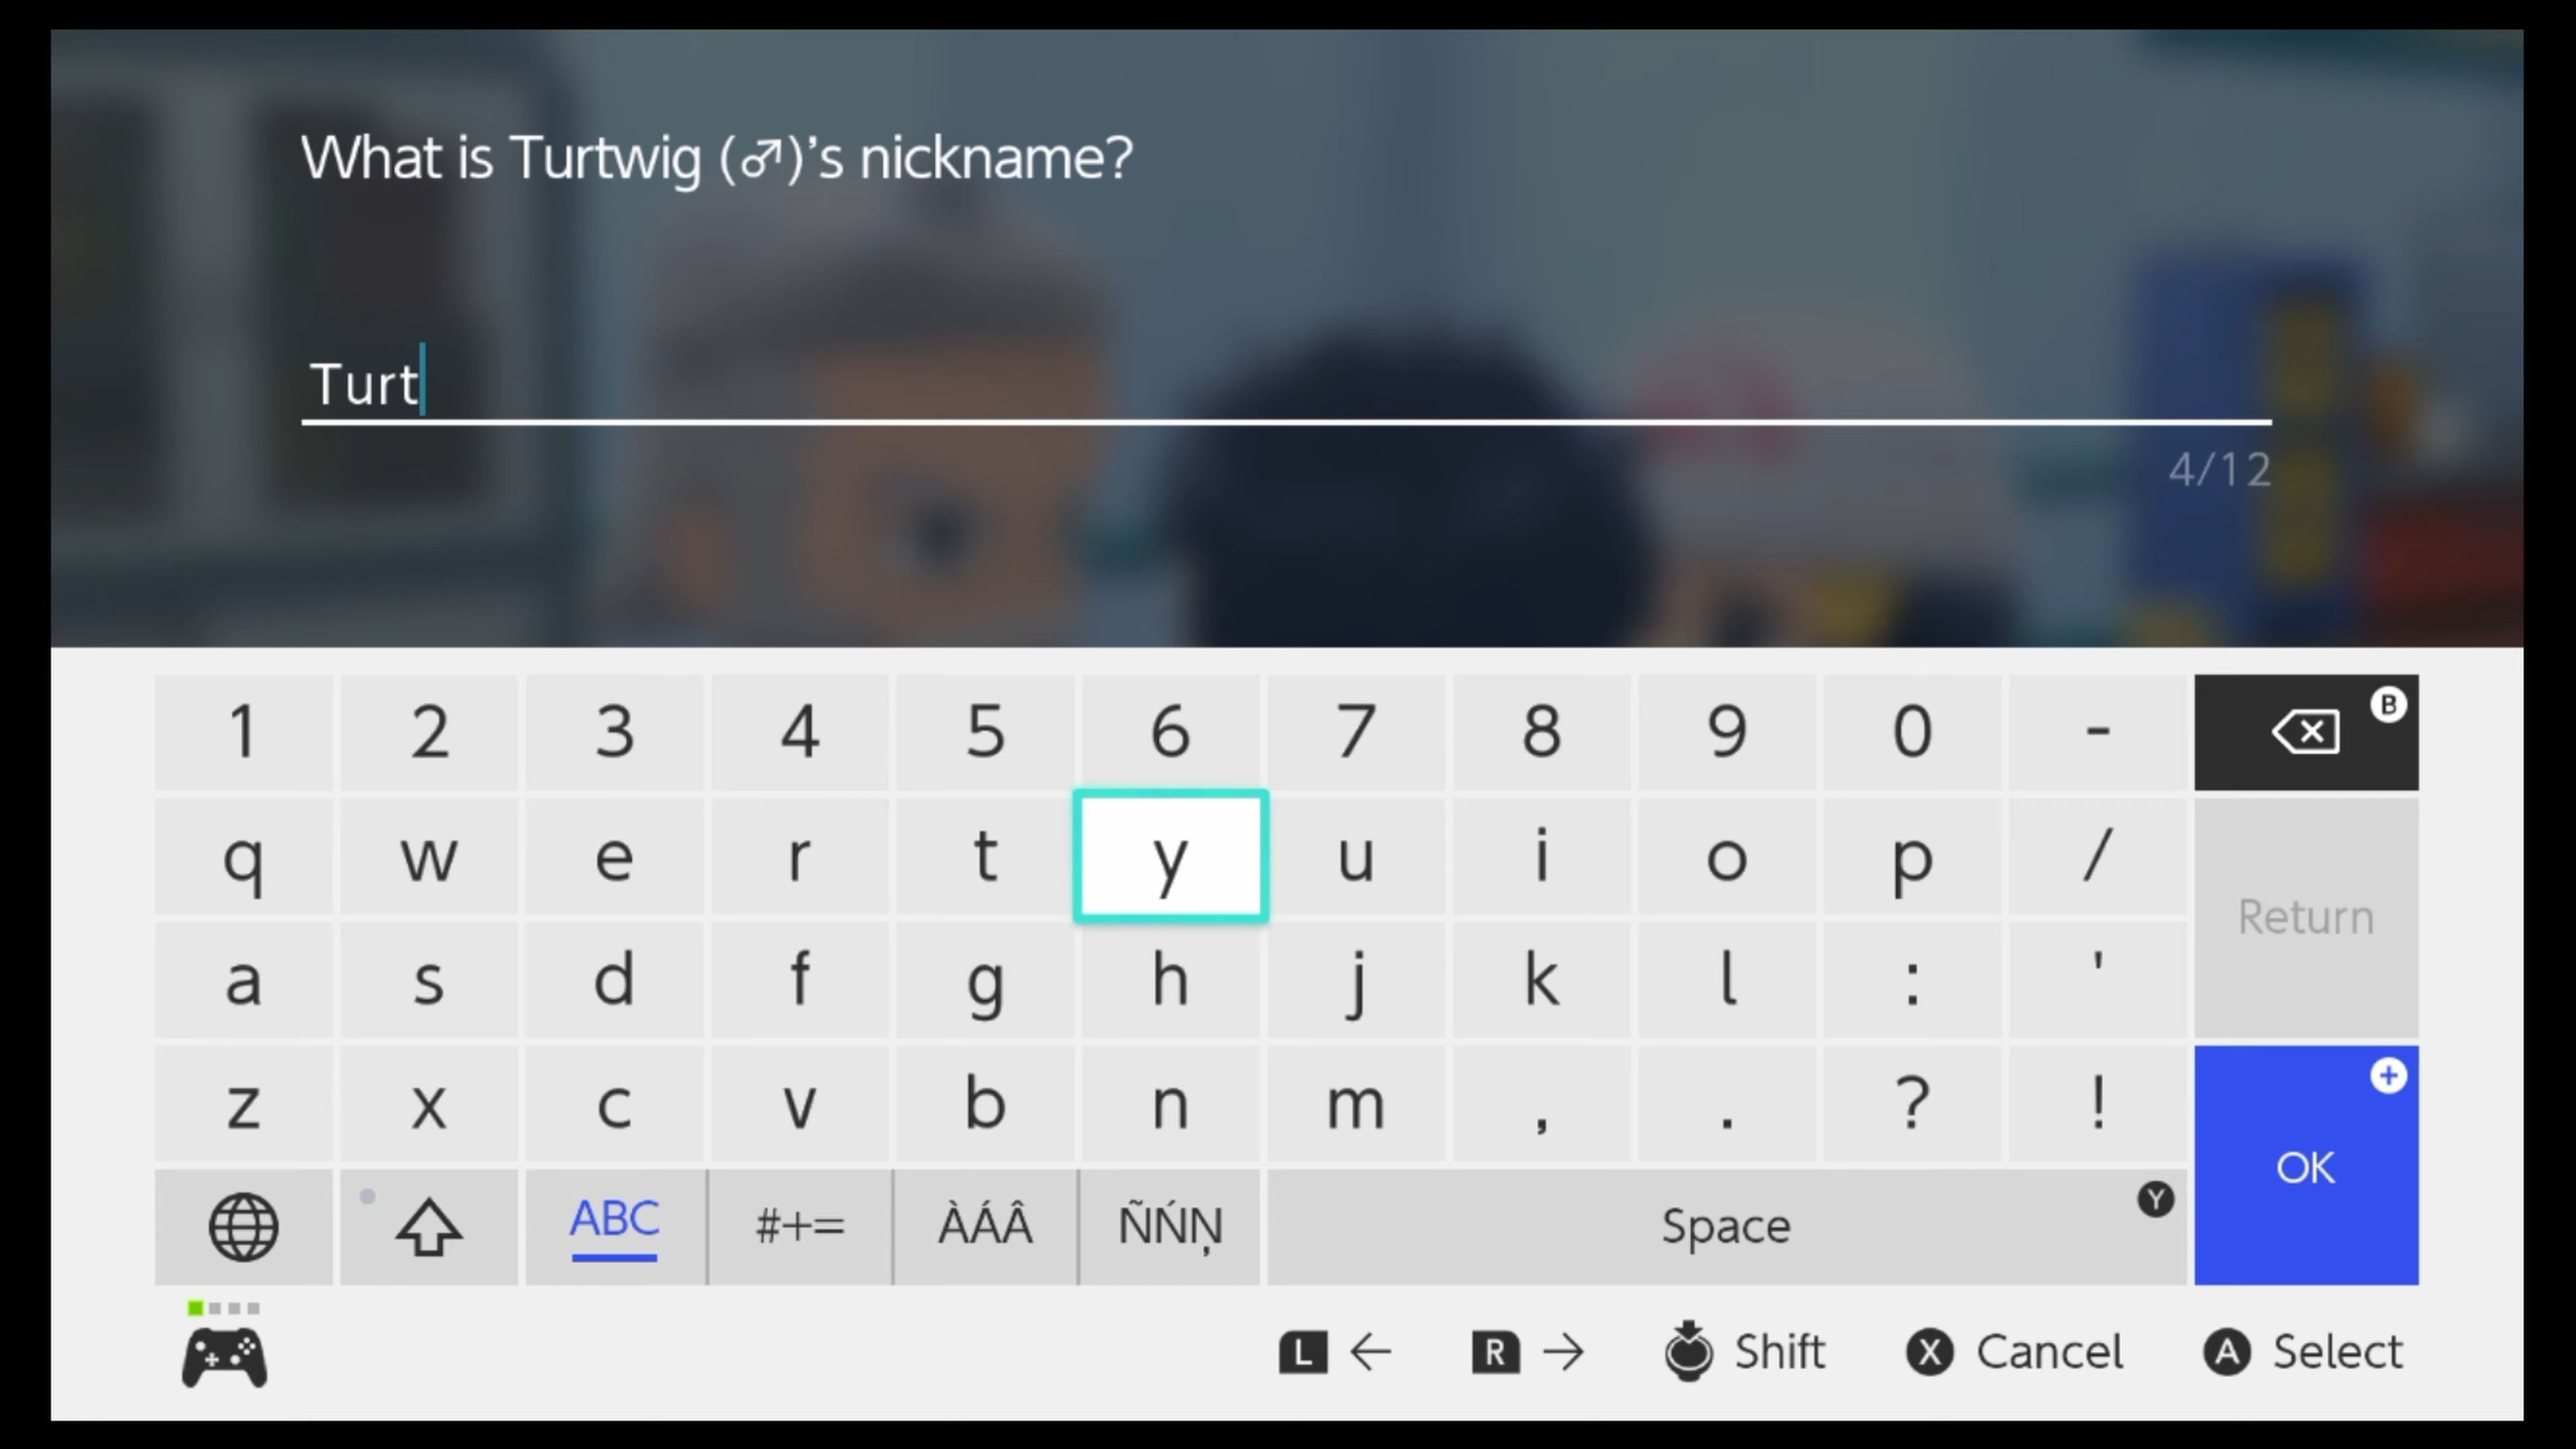 What is Turtwig (♂)’s nickname?
Turt
4/12
1 2 3 4 5 6 7 8 9 0 - B
q w e r t y u i o p /
Return
a s d f g h j k l : '
z x c v b n m , . ? ! +
OK
ABC #+= ÀÁÂ ÑŃŅ Space Y
L ← R → Shift X Cancel A Select